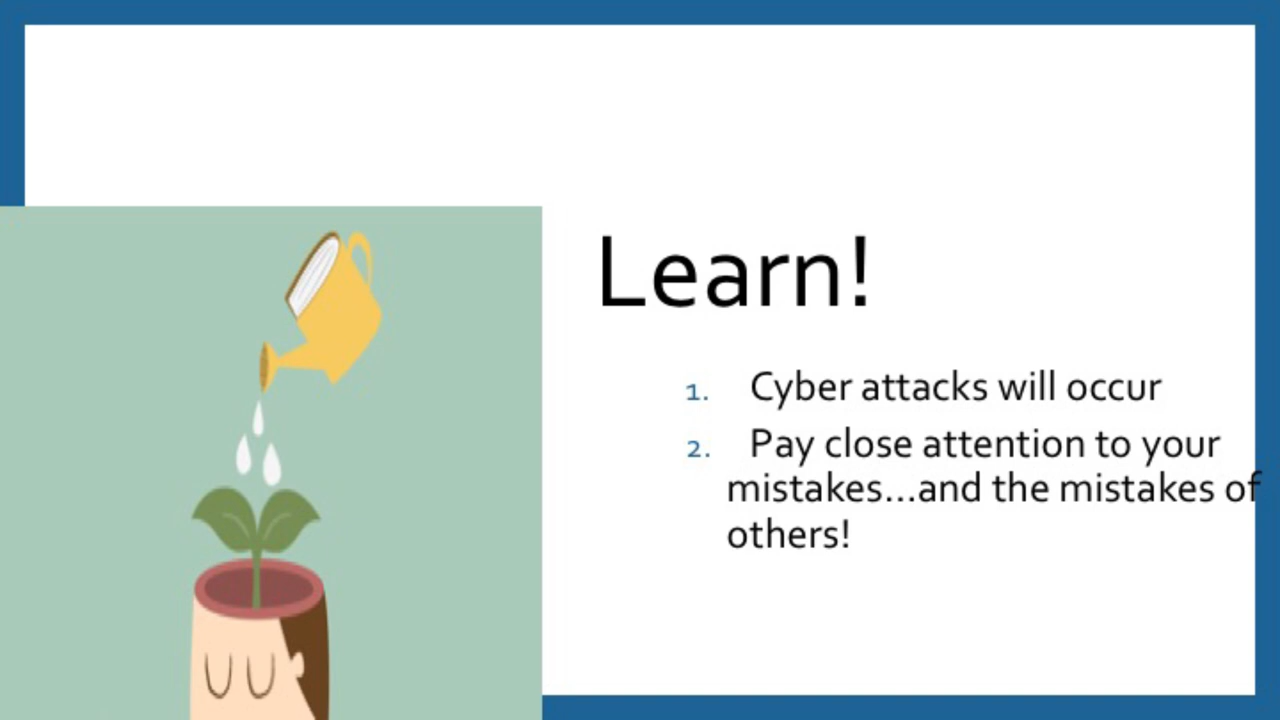 Learn!
1. Cyber attacks will occur
2. Pay close attention to your
mistakes...and the mistakes of
others!